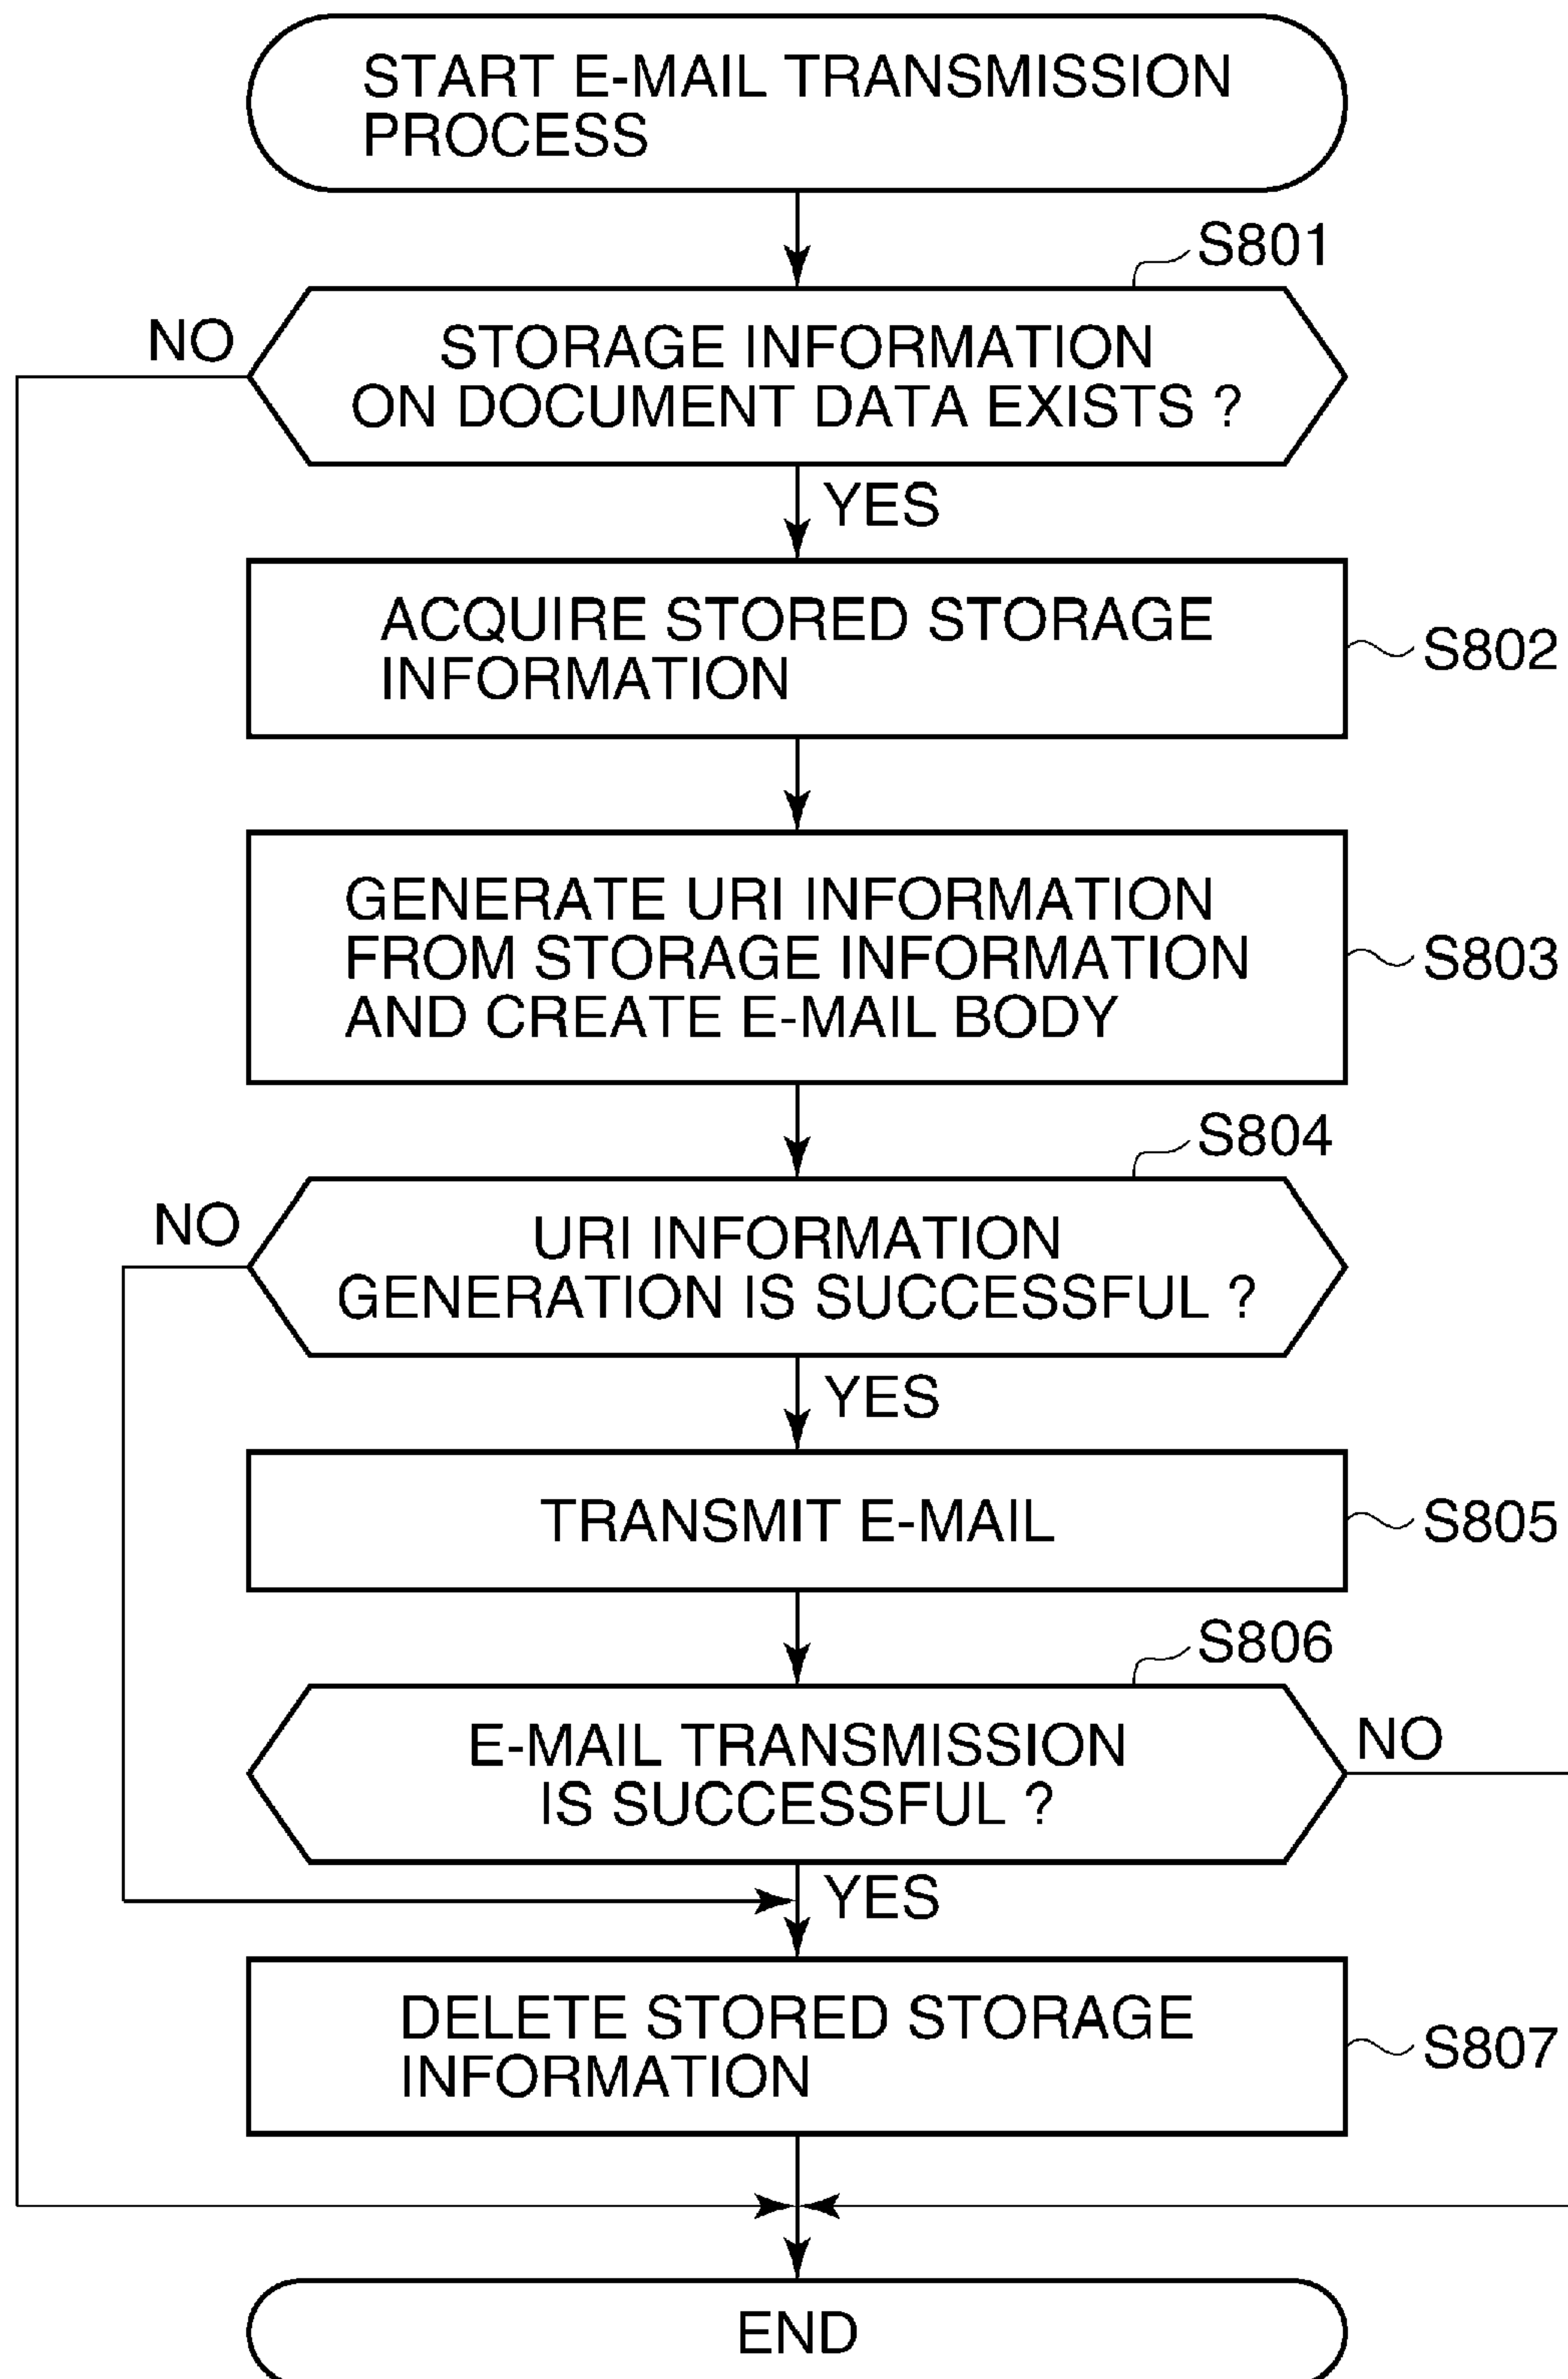 START E-MAIL TRANSMISSION
PROCESS
S801
NO
STORAGE INFORMATION
ON DOCUMENT DATA EXISTS ?
YES
ACQUIRE STORED STORAGE
INFORMATION
S802
GENERATE URI INFORMATION
FROM STORAGE INFORMATION
AND CREATE E-MAIL BODY
S803
S804
NO
URI INFORMATION
GENERATION IS SUCCESSFUL ?
YES
TRANSMIT E-MAIL
S805
S806
E-MAIL TRANSMISSION
IS SUCCESSFUL ?
NO
YES
DELETE STORED STORAGE
INFORMATION
S807
END